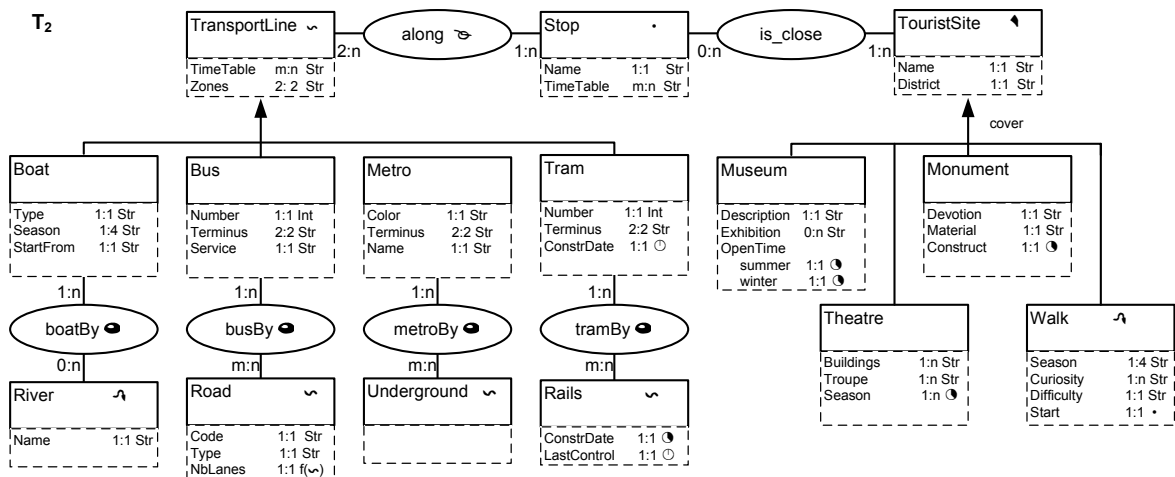 T2
TransportLine
TimeTable m:n Str
Zones 2: 2 Str
2:n
along
1:n
Stop
Name 1:1 Str
TimeTable m:n Str
0:n
is_close
1:n
TouristSite
Name 1:1 Str
District 1:1 Str
cover
Boat
Type 1:1 Str
Season 1:4 Str
StartFrom 1:1 Str
Bus
Number 1:1 Int
Terminus 2:2 Str
Service 1:1 Str
Metro
Color 1:1 Str
Terminus 2:2 Str
Name 1:1 Str
Tram
Number 1:1 Int
Terminus 2:2 Str
ConstrDate 1:1
Museum
Description 1:1 Str
Exhibition 0:n Str
OpenTime
summer 1:1
winter 1:1
Monument
Devotion 1:1 Str
Material 1:1 Str
Construct 1:1
1:n
boatBy
0:n
1:n
busBy
m:n
1:n
metroBy
m:n
1:n
tramBy
m:n
Theatre
Buildings 1:n Str
Troupe 1:n Str
Season 1:n
Walk
Season 1:4 Str
Curiosity 1:n Str
Difficulty 1:1 Str
Start 1:1
River
Name 1:1 Str
Road
Code 1:1 Str
Type 1:1 Str
NbLanes 1:1 f(~)
Underground
Rails
ConstrDate 1:1
LastControl 1:1